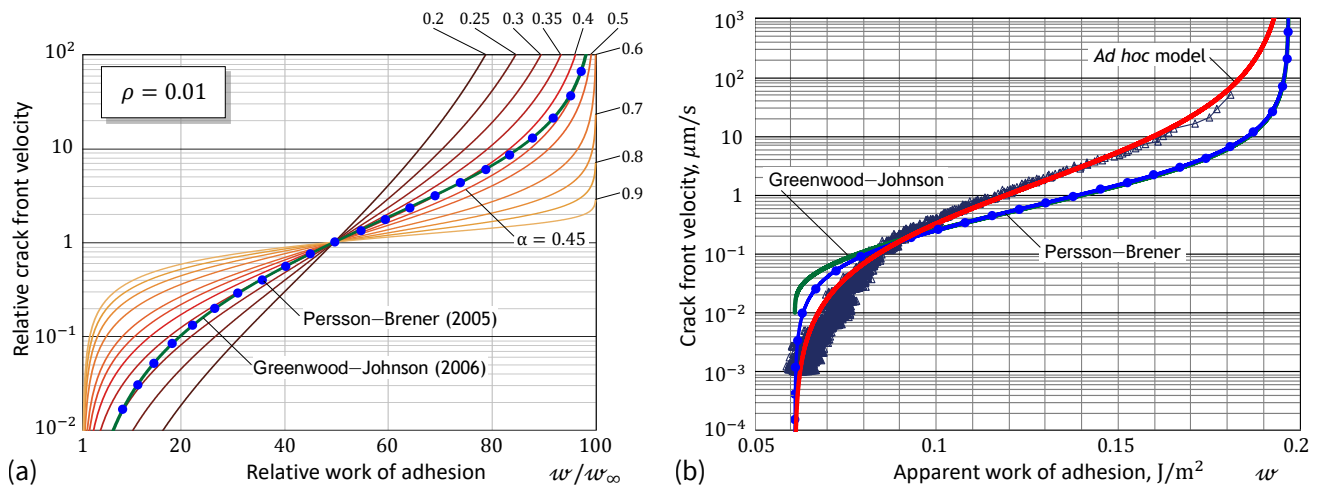 0.2 0.25 0.3 0.35 0.4 0.5
0.6
0.7
0.8
0.9
10²
10
1
10⁻¹
10⁻²
Relative crack front velocity
ρ = 0.01
α = 0.45
Persson–Brener (2005)
Greenwood–Johnson (2006)
1 20 40 60 80 100
(a) Relative work of adhesion 𝓌/𝓌∞
10³
10²
10
1
10⁻¹
10⁻²
10⁻³
10⁻⁴
Crack front velocity, μm/s
Ad hoc model
Greenwood–Johnson
Persson–Brener
0.05 0.1 0.15 0.2
(b) Apparent work of adhesion, J/m² 𝓌